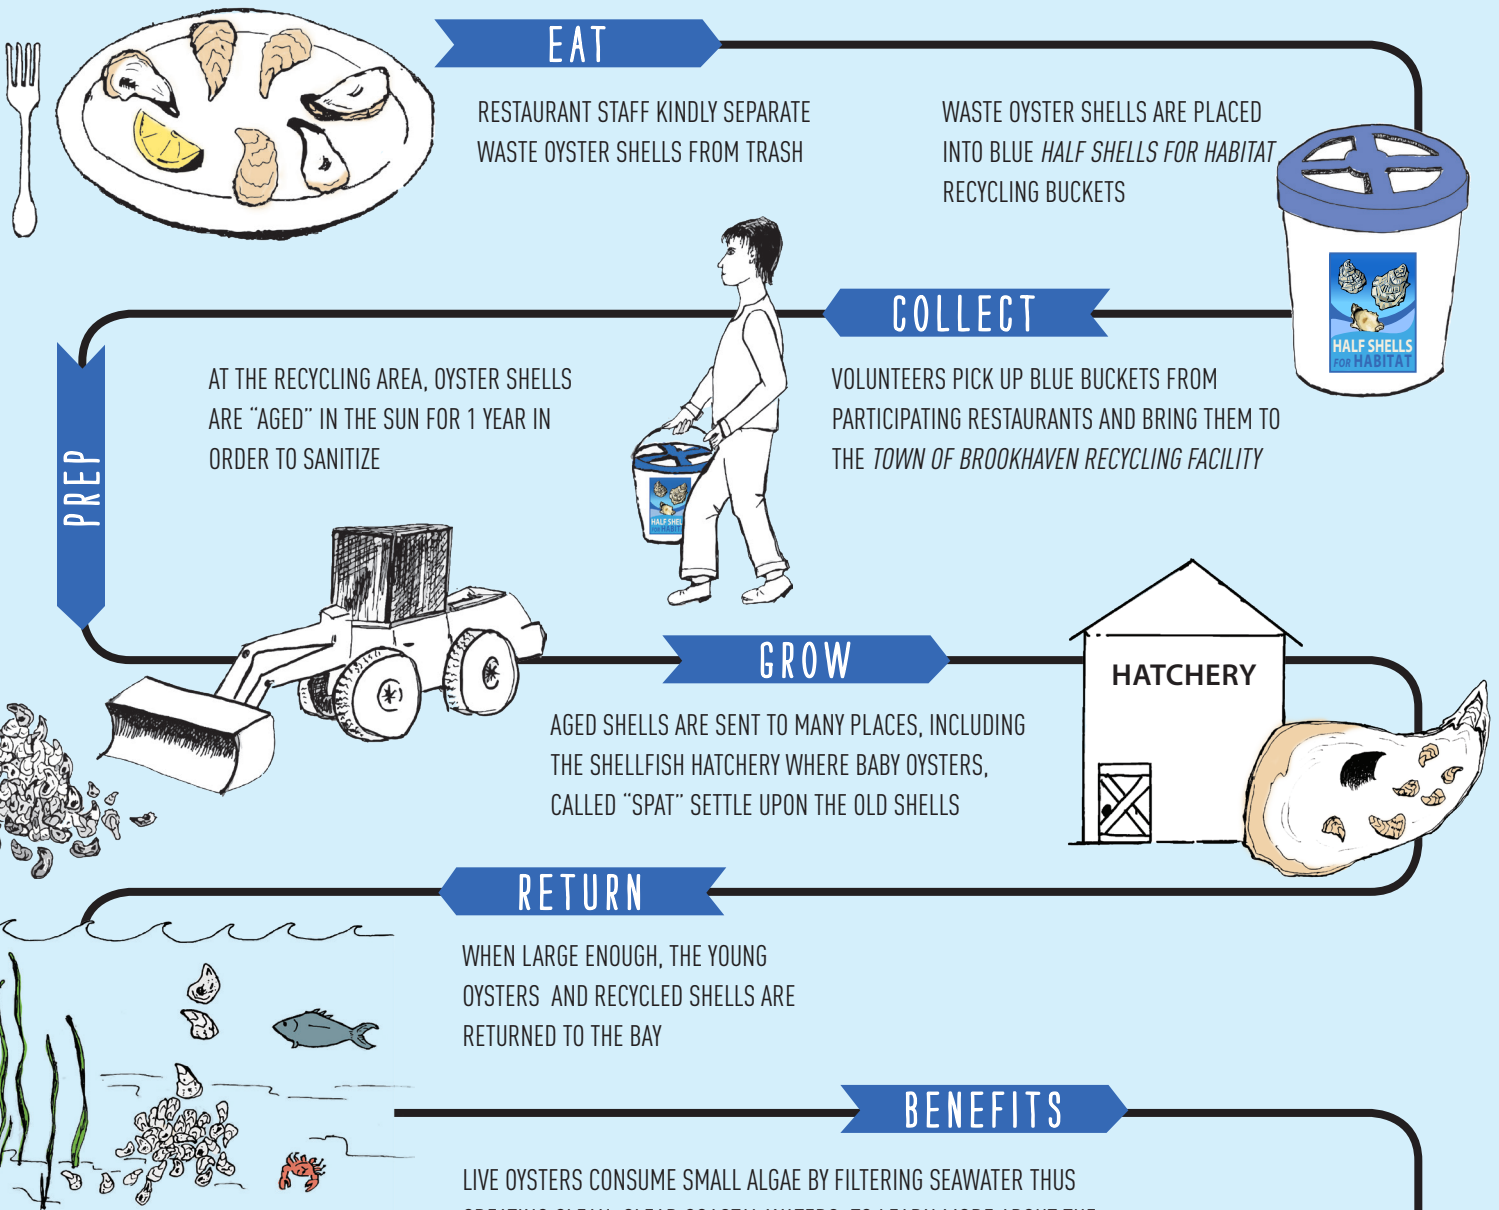 EAT
RESTAURANT STAFF KINDLY SEPARATE
WASTE OYSTER SHELLS FROM TRASH
WASTE OYSTER SHELLS ARE PLACED
INTO BLUE HALF SHELLS FOR HABITAT
RECYCLING BUCKETS
HALF SHELLS
FOR HABITAT
COLLECT
VOLUNTEERS PICK UP BLUE BUCKETS FROM
PARTICIPATING RESTAURANTS AND BRING THEM TO
THE TOWN OF BROOKHAVEN RECYCLING FACILITY
HALF SHEL
FOR HABIT
PREP
AT THE RECYCLING AREA, OYSTER SHELLS
ARE “AGED” IN THE SUN FOR 1 YEAR IN
ORDER TO SANITIZE
GROW
AGED SHELLS ARE SENT TO MANY PLACES, INCLUDING
THE SHELLFISH HATCHERY WHERE BABY OYSTERS,
CALLED “SPAT” SETTLE UPON THE OLD SHELLS
HATCHERY
RETURN
WHEN LARGE ENOUGH, THE YOUNG
OYSTERS AND RECYCLED SHELLS ARE
RETURNED TO THE BAY
BENEFITS
LIVE OYSTERS CONSUME SMALL ALGAE BY FILTERING SEAWATER THUS